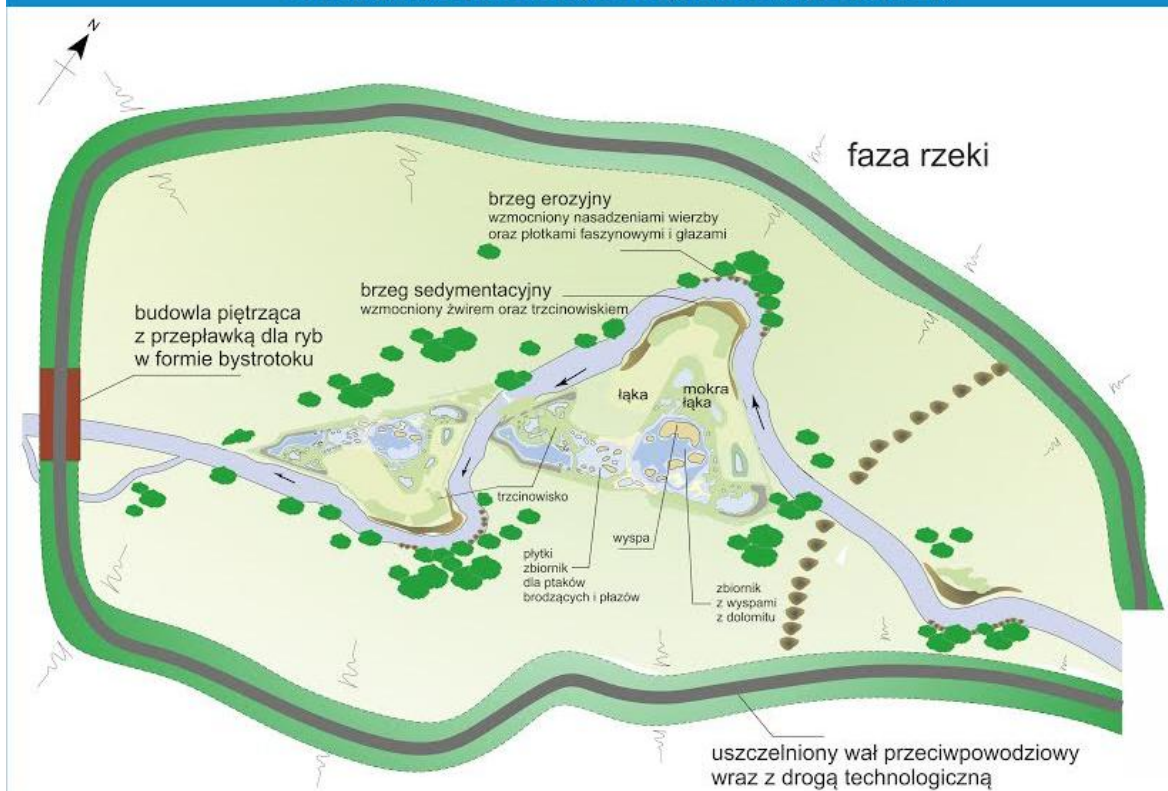 N
faza rzeki
brzeg erozyjny
wzmocniony nasadzeniami wierzby
oraz płotkami faszynowymi i głazami
brzeg sedymentacyjny
wzmocniony żwirem oraz trzcinowiskiem
budowla piętrząca
z przepławką dla ryb
w formie bystrotoku
łąka
mokra
łąka
trzcinowisko
płytki
zbiornik
dla ptaków
brodzących i płazów
wyspa
zbiornik
z wyspami
z dolomitu
uszczelniony wał przeciwpowodziowy
wraz z drogą technologiczną